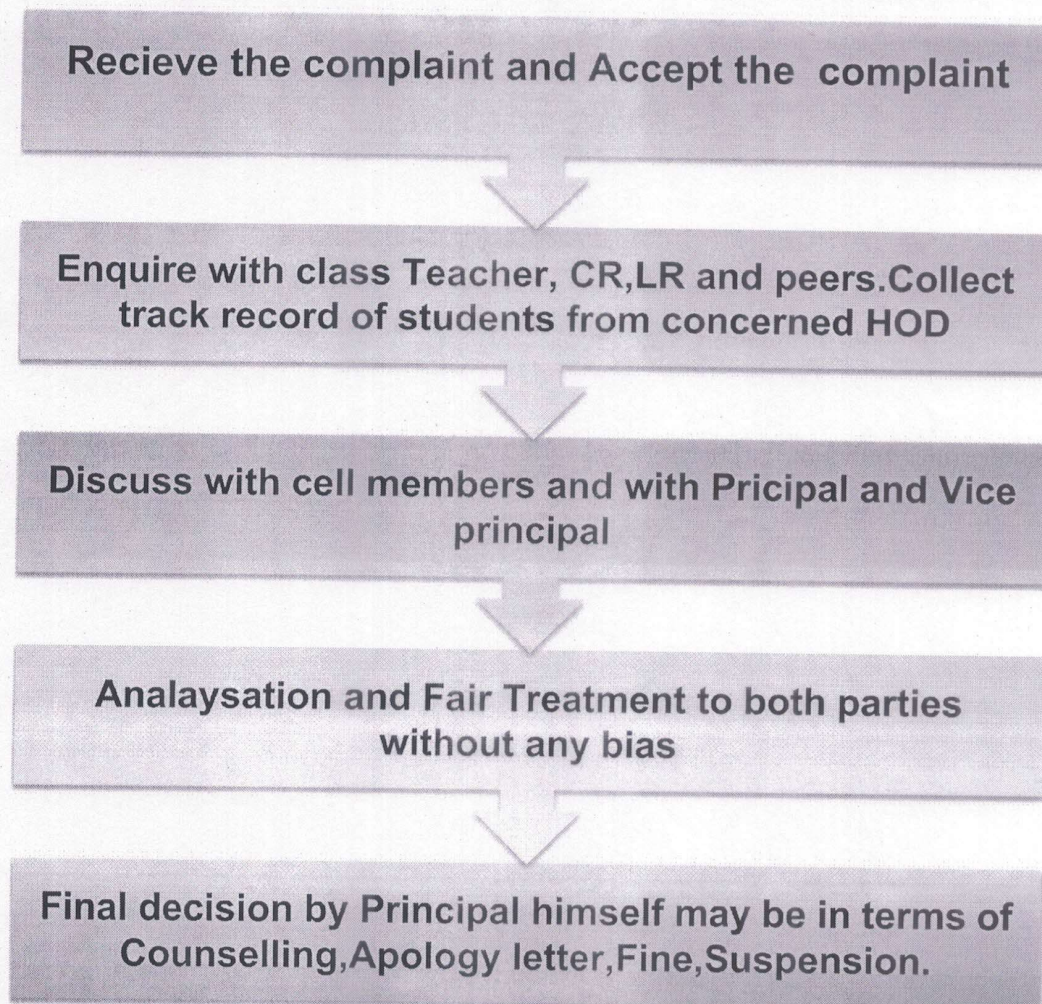 Recieve the complaint and Accept the complaint
Enquire with class Teacher, CR,LR and peers.Collect
track record of students from concerned HOD
Discuss with cell members and with Pricipal and Vice
principal
Analaysation and Fair Treatment to both parties
without any bias
Final decision by Principal himself may be in terms of
Counselling,Apology letter,Fine,Suspension.